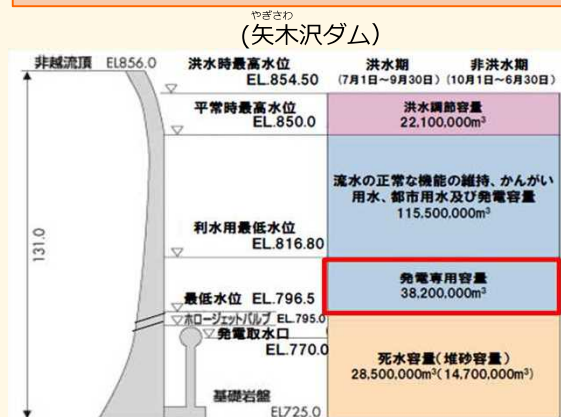 やぎさわ
(矢木沢ダム)
非越流頂 EL856.0
洪水時最高水位
EL.854.50
洪水期
(7月1日～9月30日)
非洪水期
(10月1日～6月30日)
平常時最高水位
EL.850.0
洪水調節容量
22,100,000m³
流水の正常な機能の維持、かんがい
用水、都市用水及び発電容量
115,500,000m³
131.0
利水用最低水位
EL.816.80
発電専用容量
38,200,000m³
最低水位 EL.796.5
ホロージェットバルブ EL.795.0
発電取水口
EL.770.0
死水容量(堆砂容量)
28,500,000m³(14,700,000m³)
基礎岩盤
EL725.0